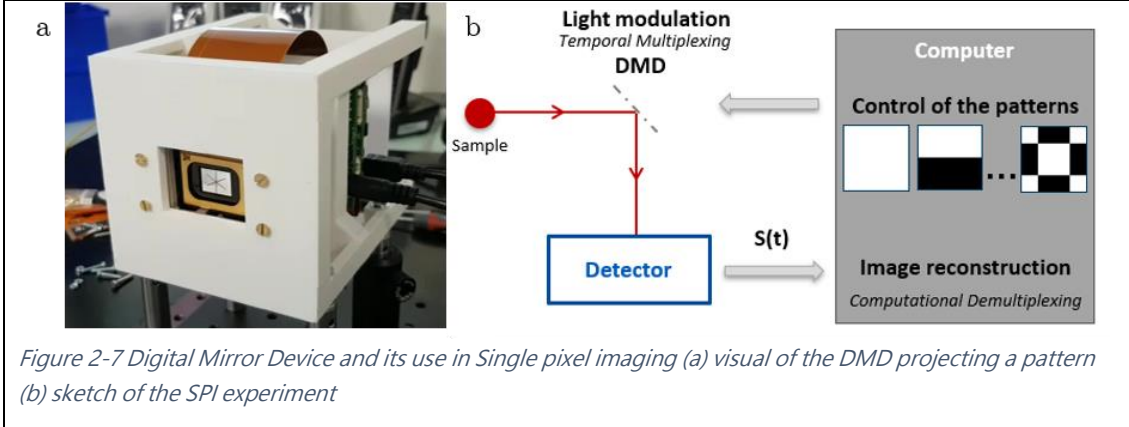 a
b
Light modulation
Temporal Multiplexing
DMD
Sample
Detector
S(t)
Computer
Control of the patterns
...
Image reconstruction
Computational Demultiplexing
Figure 2-7 Digital Mirror Device and its use in Single pixel imaging (a) visual of the DMD projecting a pattern
(b) sketch of the SPI experiment